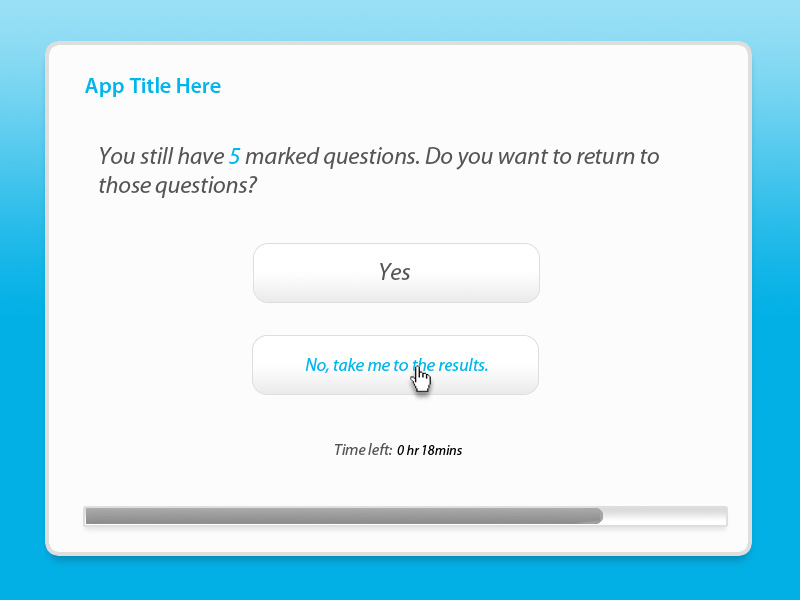 App Title Here
You still have 5 marked questions. Do you want to return to
those questions?
Yes
No, take me to the results.
Time left: 0 hr 18mins